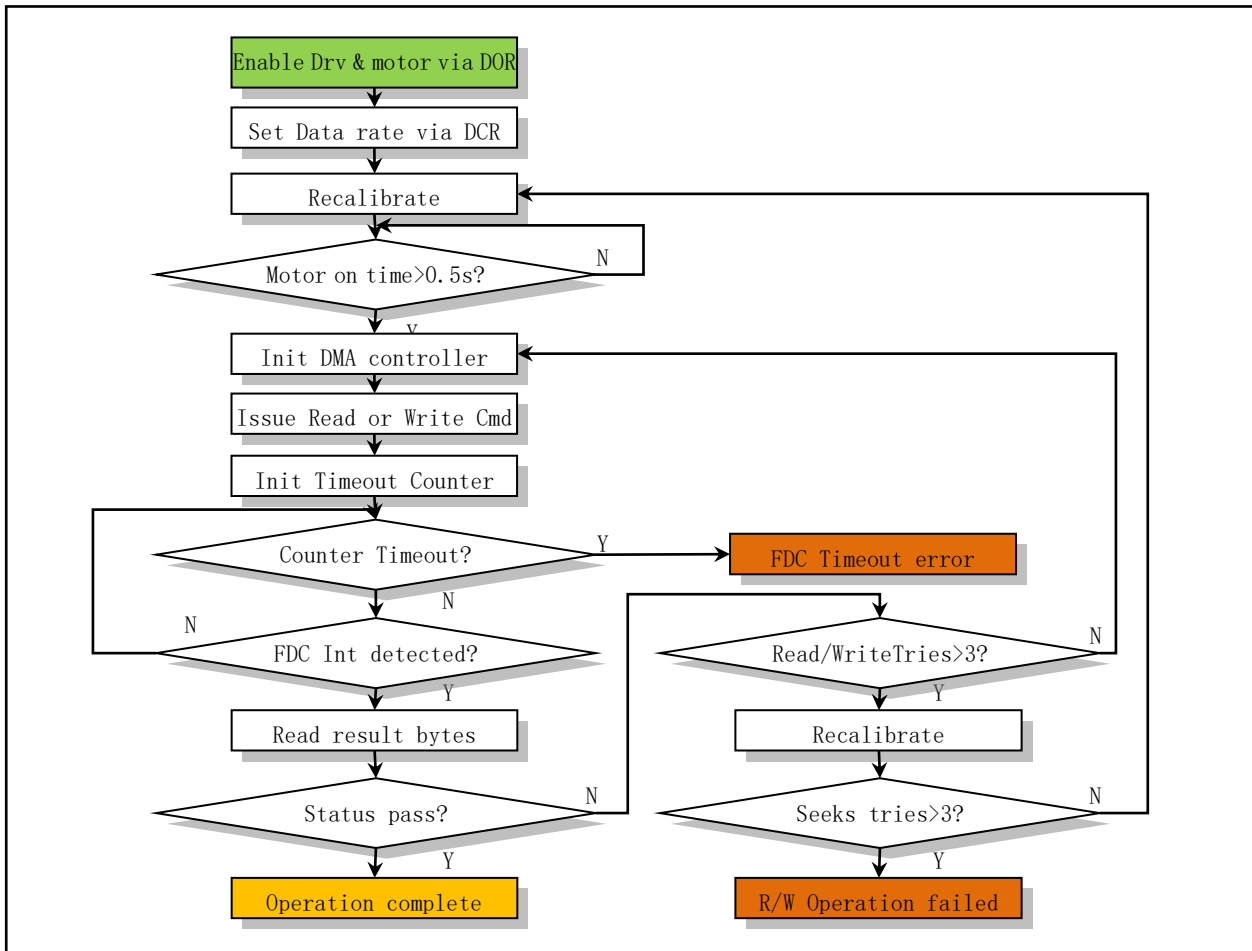 Enable Drv & motor via DOR
Set Data rate via DCR
Recalibrate
Motor on time>0.5s?
N
Y
Init DMA controller
Issue Read or Write Cmd
Init Timeout Counter
Counter Timeout?
Y
FDC Timeout error
N
N
FDC Int detected?
Y
Read/WriteTries>3?
N
Y
Read result bytes
Recalibrate
Status pass?
N
Seeks tries>3?
N
Y
Y
Operation complete
R/W Operation failed